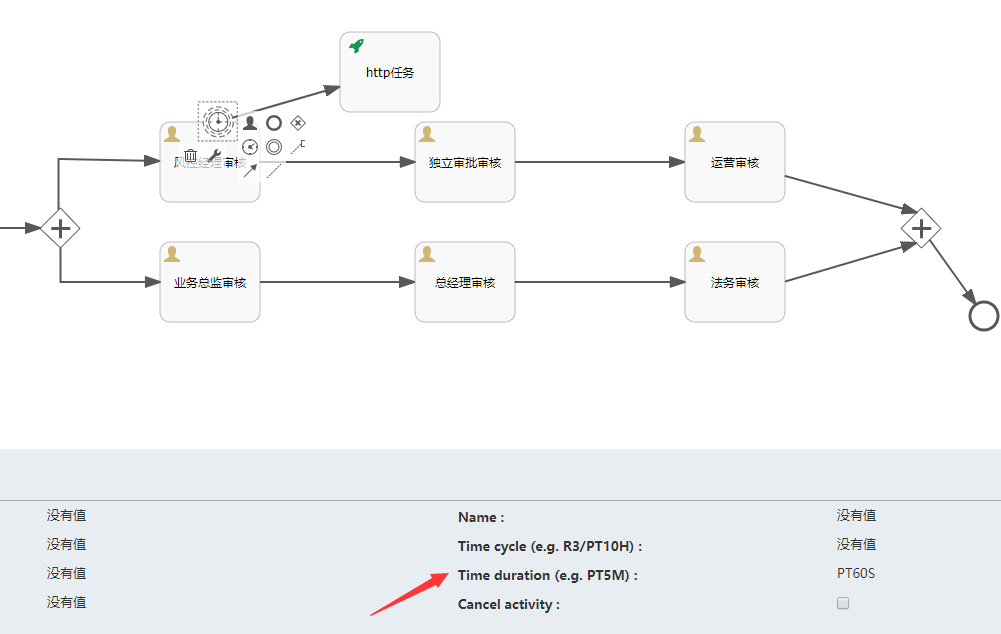 http任务
风控经理审核
独立审批审核
运营审核
业务总监审核
总经理审核
法务审核
没有值
Name :
没有值
没有值
Time cycle (e.g. R3/PT10H) :
没有值
没有值
Time duration (e.g. PT5M) :
PT60S
没有值
Cancel activity :